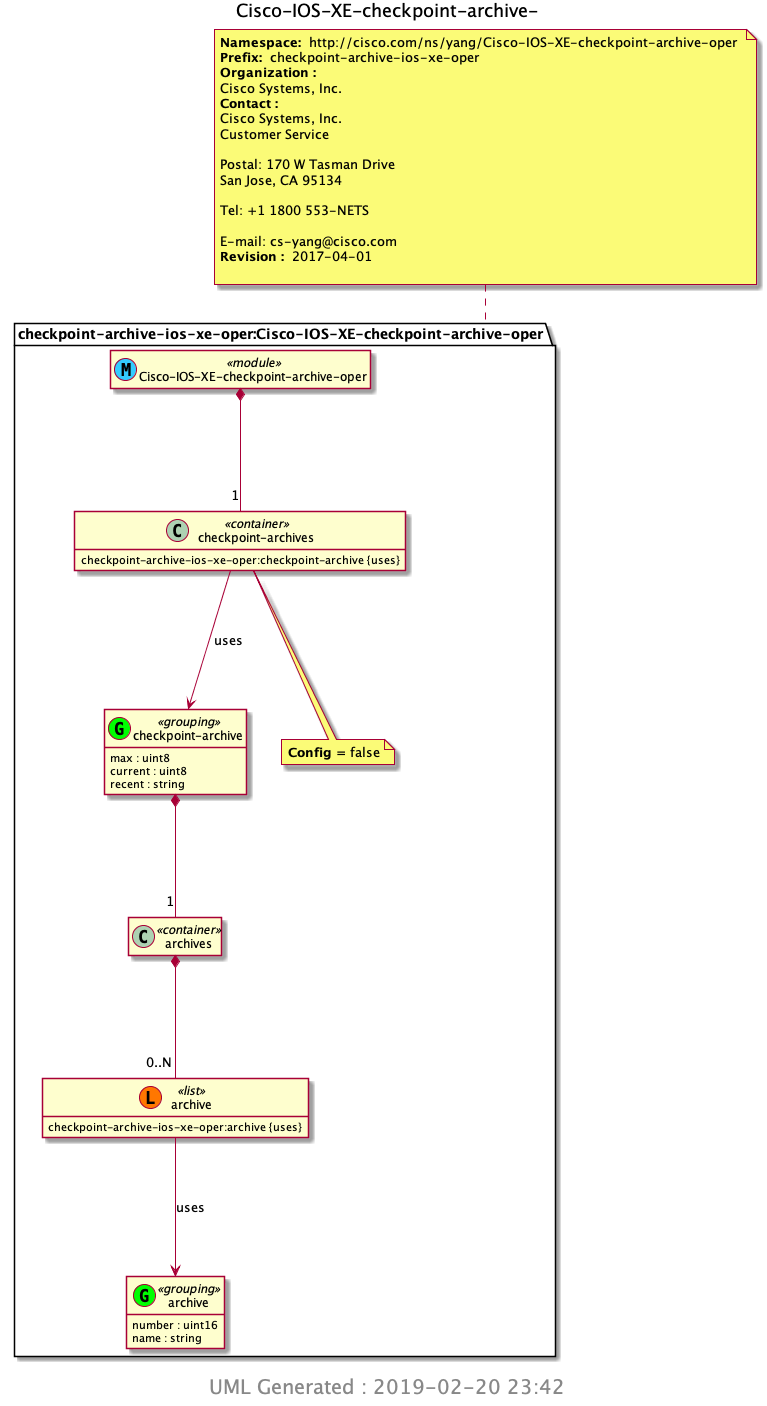 Cisco-IOS-XE-checkpoint-archive-
Namespace: http://cisco.com/ns/yang/Cisco-IOS-XE-checkpoint-archive-oper
Prefix: checkpoint-archive-ios-xe-oper
Organization :
Cisco Systems, Inc.
Contact :
Cisco Systems, Inc.
Customer Service
Postal: 170 W Tasman Drive
San Jose, CA 95134
Tel: +1 1800 553-NETS
E-mail: cs-yang@cisco.com
Revision : 2017-04-01
checkpoint-archive-ios-xe-oper:Cisco-IOS-XE-checkpoint-archive-oper
M
«module»
Cisco-IOS-XE-checkpoint-archive-oper
1
C
«container»
checkpoint-archives
checkpoint-archive-ios-xe-oper:checkpoint-archive {uses}
uses
G
«grouping»
checkpoint-archive
max : uint8
current : uint8
recent : string
Config = false
1
C
«container»
archives
0..N
L
«list»
archive
checkpoint-archive-ios-xe-oper:archive {uses}
uses
G
«grouping»
archive
number : uint16
name : string
UML Generated : 2019-02-20 23:42